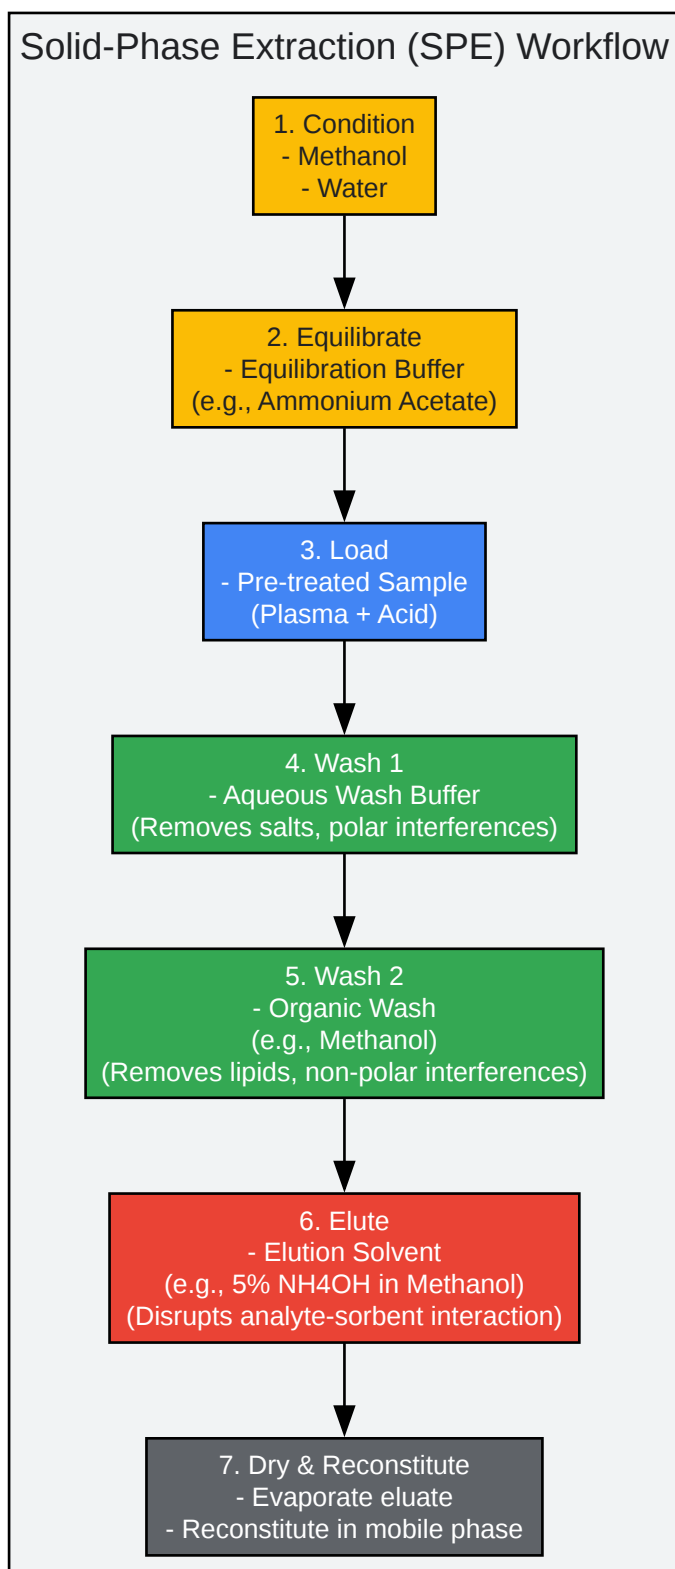 Solid-Phase Extraction (SPE) Workflow
1. Condition
- Methanol
- Water
2. Equilibrate
- Equilibration Buffer
(e.g., Ammonium Acetate)
3. Load
- Pre-treated Sample
(Plasma + Acid)
4. Wash 1
- Aqueous Wash Buffer
(Removes salts, polar interferences)
5. Wash 2
- Organic Wash
(e.g., Methanol)
(Removes lipids, non-polar interferences)
6. Elute
- Elution Solvent
(e.g., 5% NH4OH in Methanol)
(Disrupts analyte-sorbent interaction)
7. Dry & Reconstitute
- Evaporate eluate
- Reconstitute in mobile phase